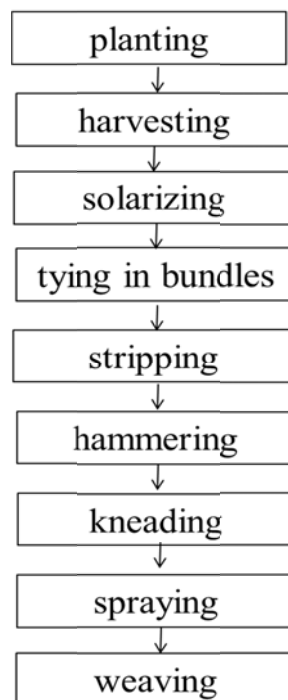 planting
harvesting
solarizing
tying in bundles
stripping
hammering
kneading
spraying
weaving